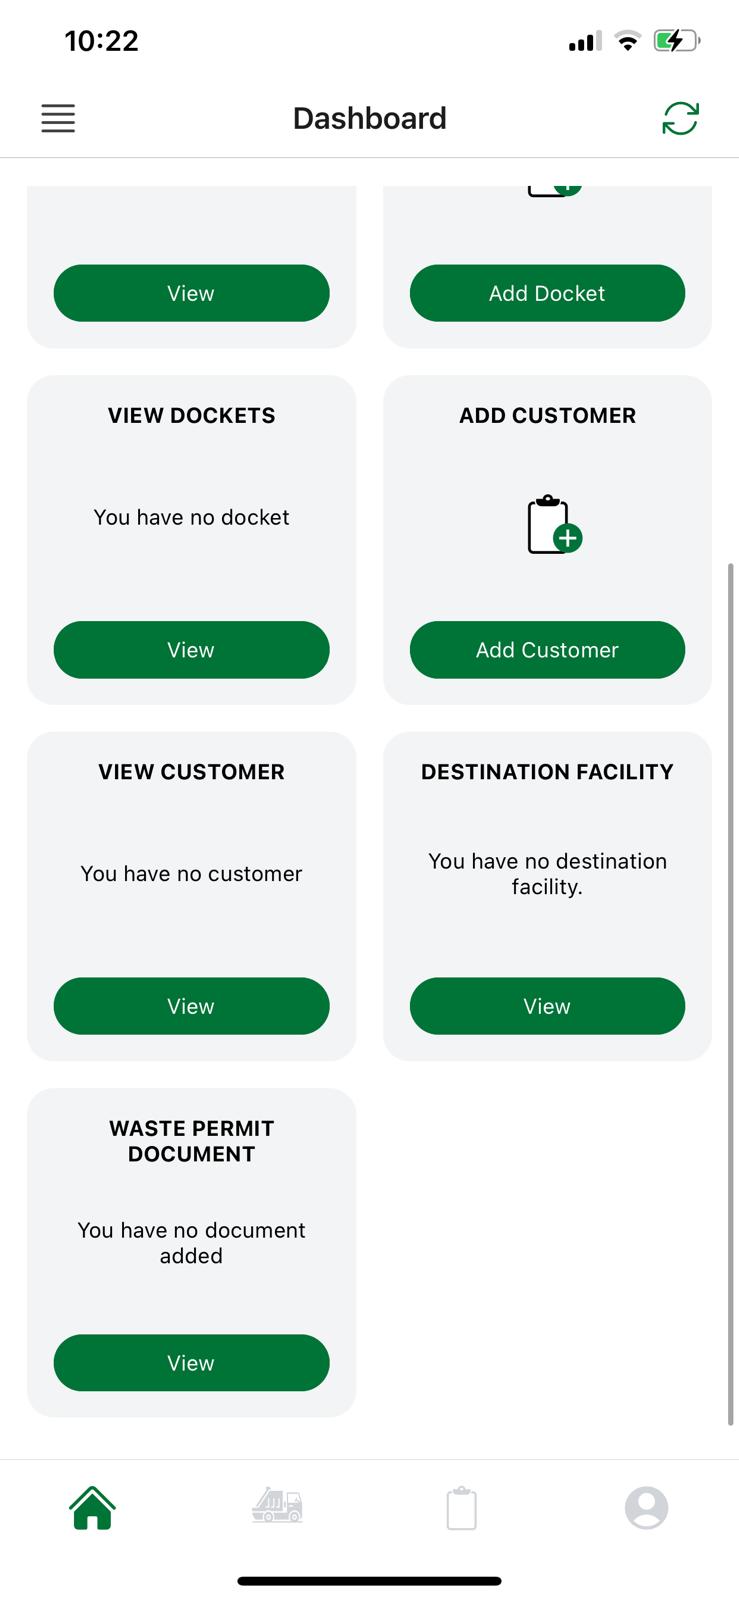 10:22
Dashboard
View
Add Docket
VIEW DOCKETS
You have no docket
View
ADD CUSTOMER
Add Customer
VIEW CUSTOMER
You have no customer
View
DESTINATION FACILITY
You have no destination
facility.
View
WASTE PERMIT
DOCUMENT
You have no document
added
View